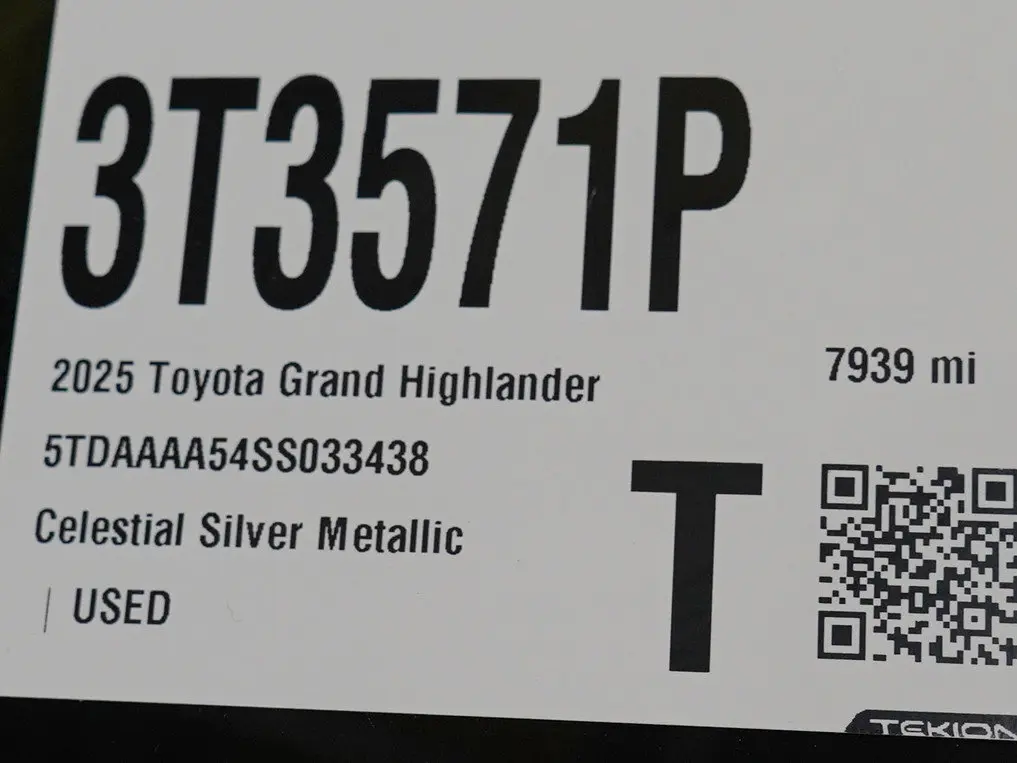 3T3571P
2025 Toyota Grand Highlander
7939 mi
5TDAAAA54SS033438
Celestial Silver Metallic
USED
T
TEKION